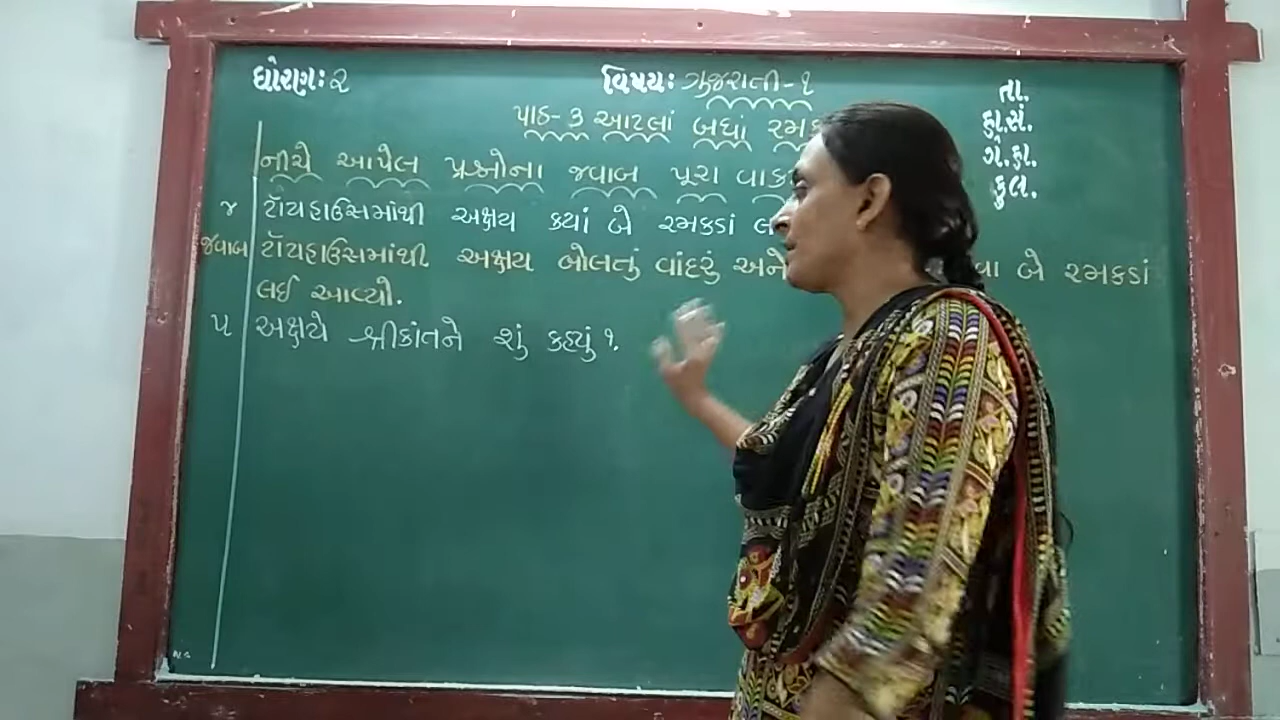 ધોરણઃ ૨
વિષયઃ ગુજરાતી-૧
તા.
હા.સં.
ગે.હા.
કુલ.
પાઠ- ૩ આટલાં બધાં
નીચે આપેલ પ્રશ્નોના જવાબ પૂરા
૪ ટૉયહાઉસમાંથી અક્ષય કયાં બે રમકડાં
જવાબ ટૉયહાઉસમાંથી અક્ષય બોલતું વાંદરું અને બે રમકડાં
લઈ આવ્યો.
૫ અક્ષયે શ્રીકાંતને શું કહ્યું ?.